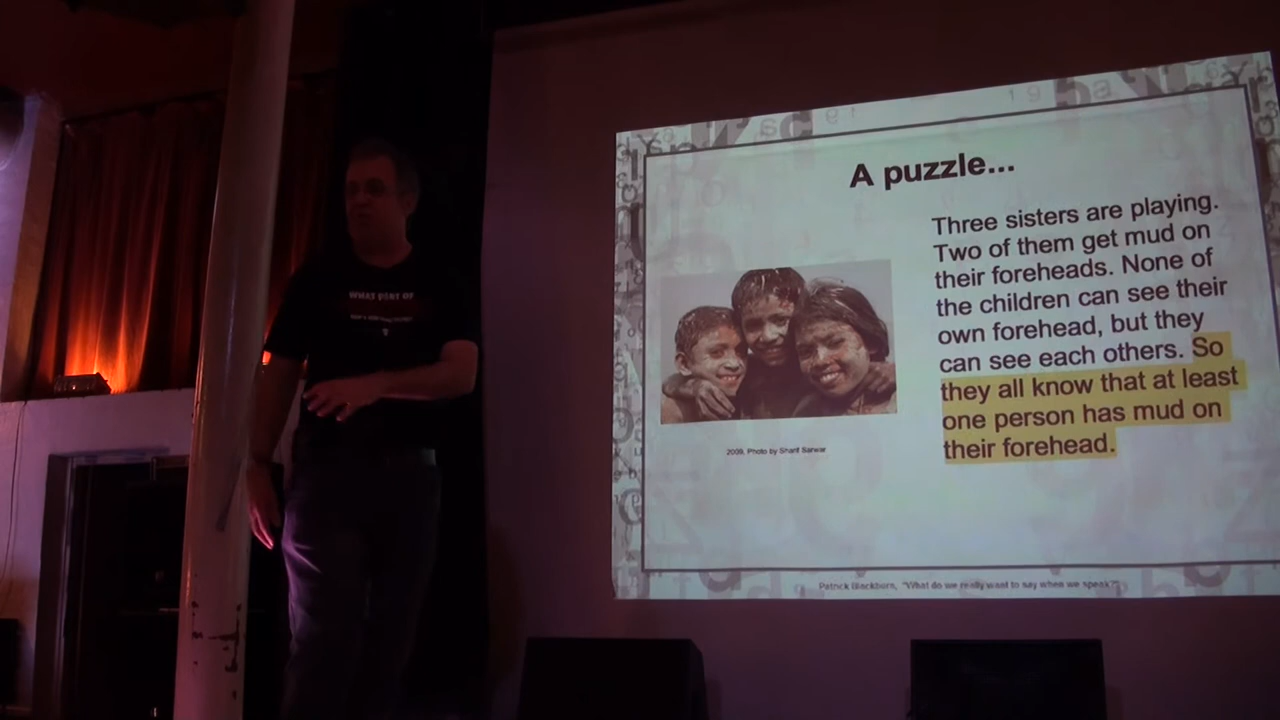 A puzzle...
Three sisters are playing.
Two of them get mud on
their foreheads. None of
the children can see their
own forehead, but they
can see each others. So
they all know that at least
one person has mud on
their forehead.
2009, Photo by Sharif Sarwar
Patrick Blackburn, "What do we really want to say when we speak?"
WHAT PART OF